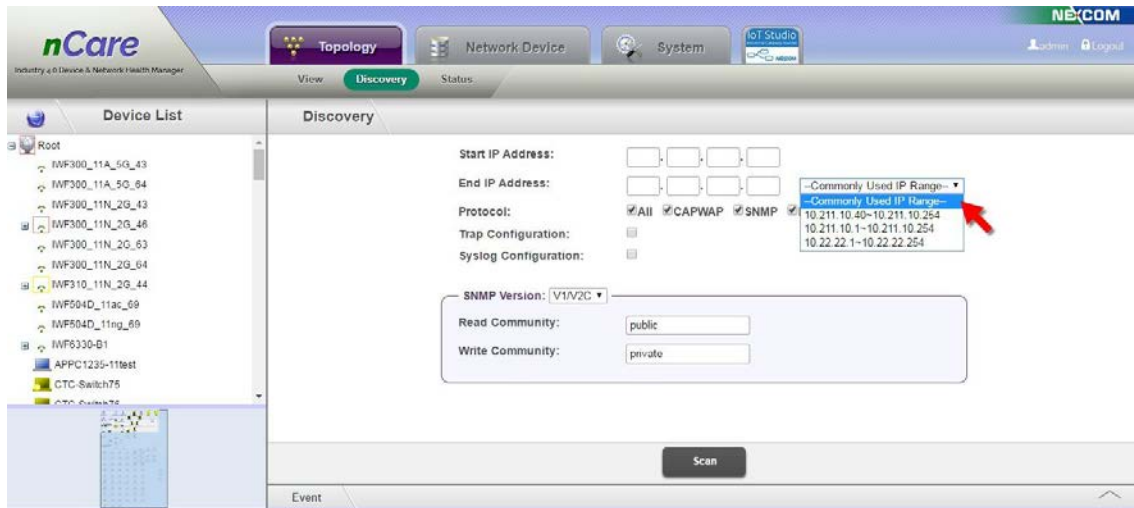 NEXCOM
nCare
Industry 4.0 Device & Network Health Manager
Topology
Network Device
System
IoT Studio
NEXCOM
admin
Logout
View
Discovery
Status
Device List
Root
IWF300_11A_5G_43
IWF300_11A_5G_64
IWF300_11N_2G_43
IWF300_11N_2G_46
IWF300_11N_2G_63
IWF300_11N_2G_64
IWF310_11N_2G_44
IWF504D_11ac_69
IWF504D_11ng_69
IWF6330-B1
APPC1235-11test
CTC-Switch75
Discovery
Start IP Address:
. . .
End IP Address:
. . .
--Commonly Used IP Range--
--Commonly Used IP Range--
10.211.10.40~10.211.10.254
10.211.10.1~10.211.10.254
10.22.22.1~10.22.22.254
Protocol:
All CAPWAP SNMP
Trap Configuration:
Syslog Configuration:
SNMP Version: V1/V2C
Read Community:
public
Write Community:
private
Scan
Event